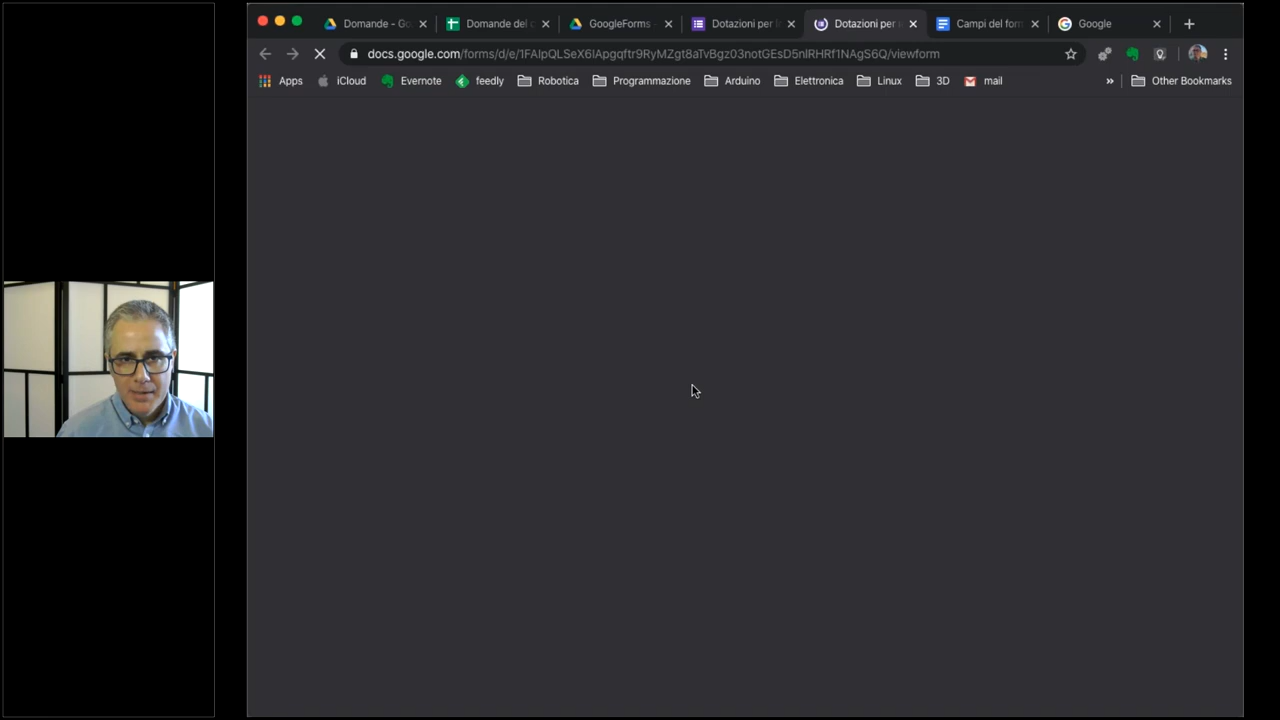 Domande - Go
Domande del c
GoogleForms -
Dotazioni per l
Dotazioni per
Campi del form
Google
docs.google.com/forms/d/e/1FAIpQLSeX6IApgqftr9RyMZgt8aTvBgz03notGEsD5nIRHRf1NAgS6Q/viewform
Apps
iCloud
Evernote
feedly
Robotica
Programmazione
Arduino
Elettronica
Linux
3D
mail
»
Other Bookmarks